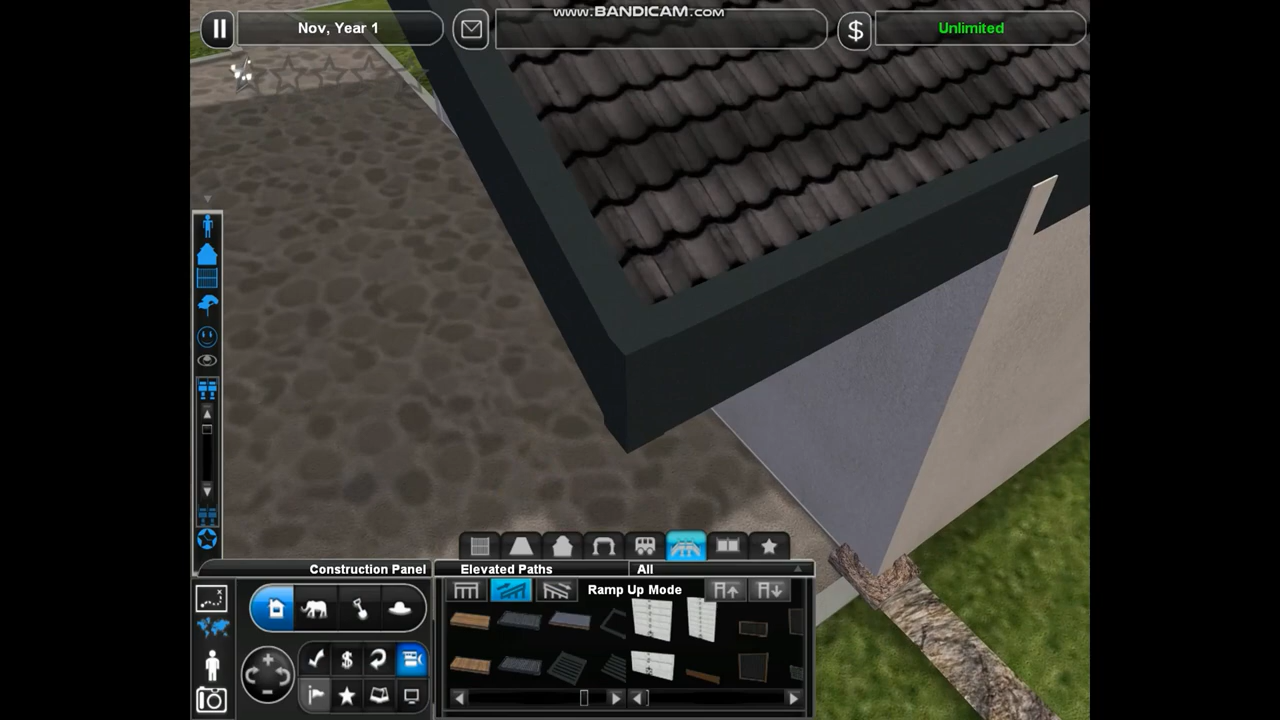 www.BANDICAM.com
Nov, Year 1
$
Unlimited
Construction Panel
Elevated Paths
All
Ramp Up Mode
$